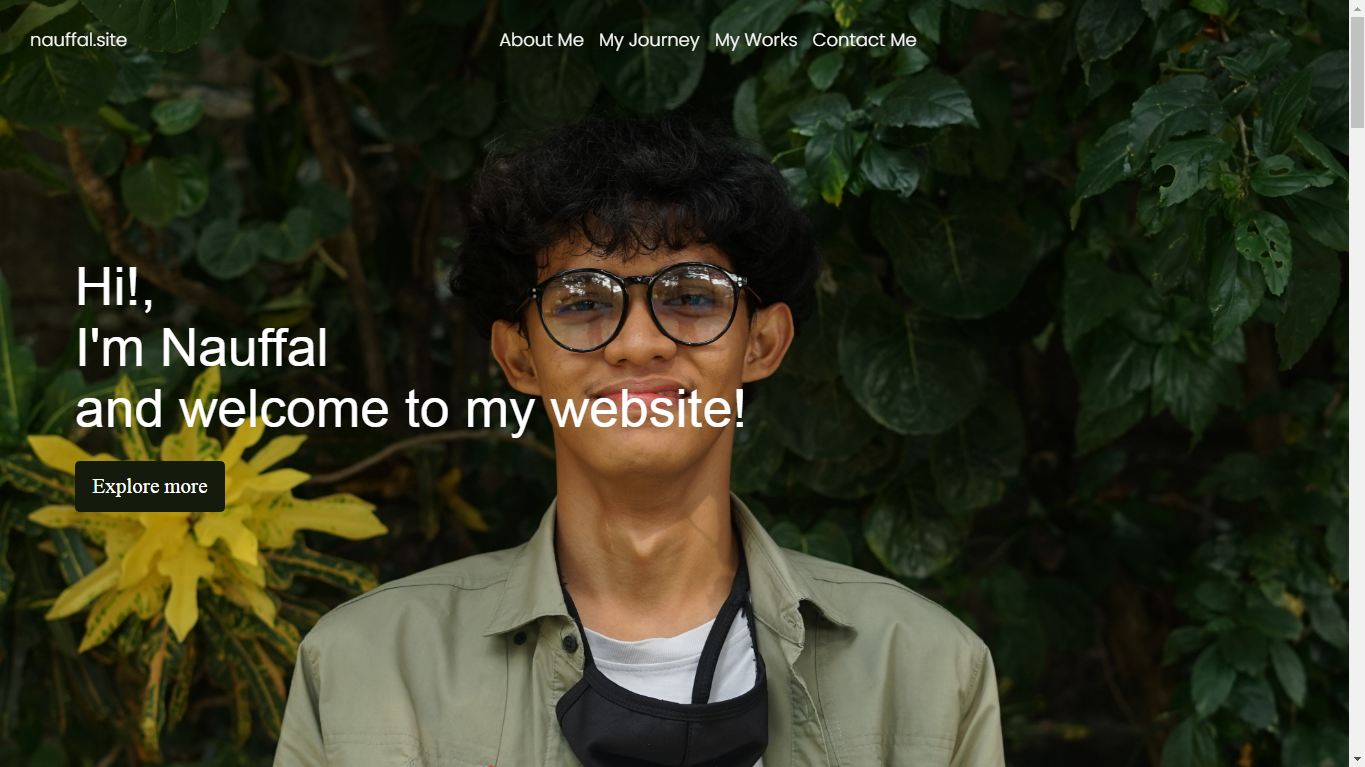 nauffal.site
About Me My Journey My Works Contact Me
Hi!,
I'm Nauffal
and welcome to my website!
Explore more